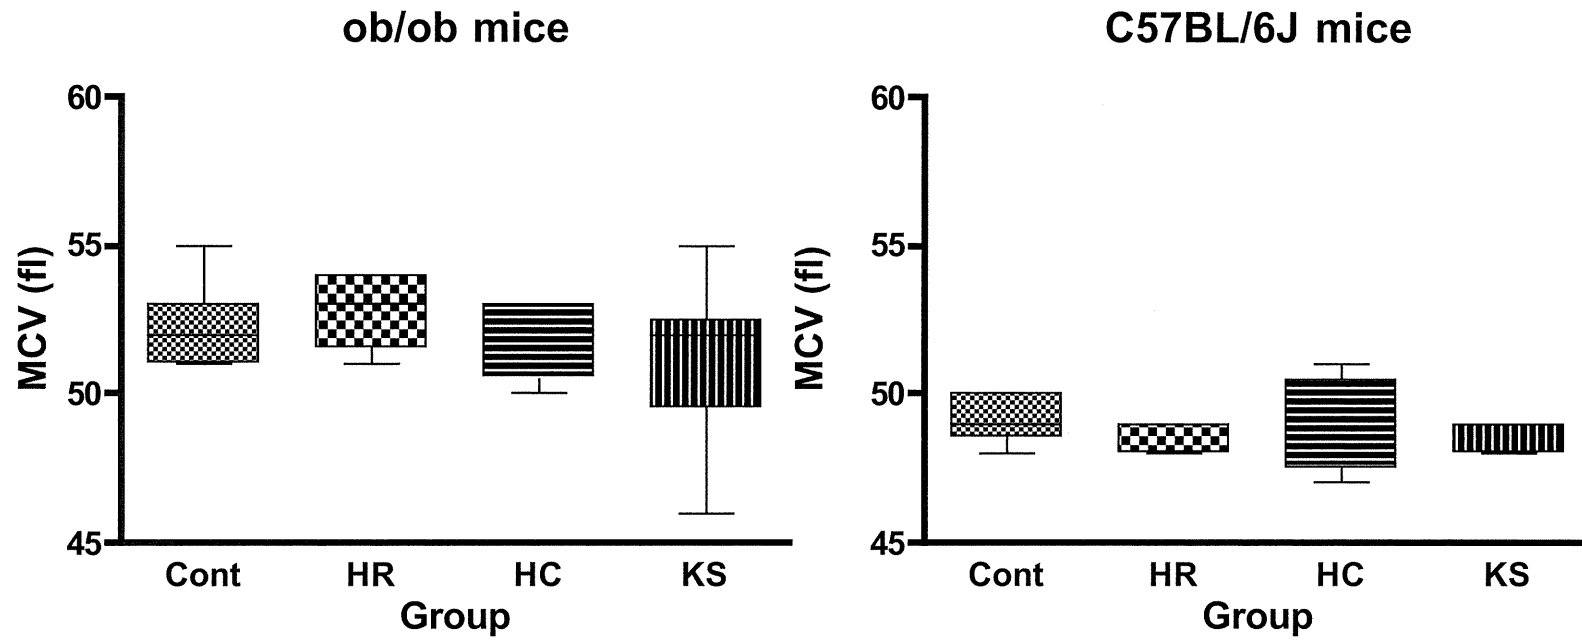 ob/ob mice
MCV (fl)
60
55
50
45
Cont HR HC KS
Group
C57BL/6J mice
MCV (fl)
60
55
50
45
Cont HR HC KS
Group